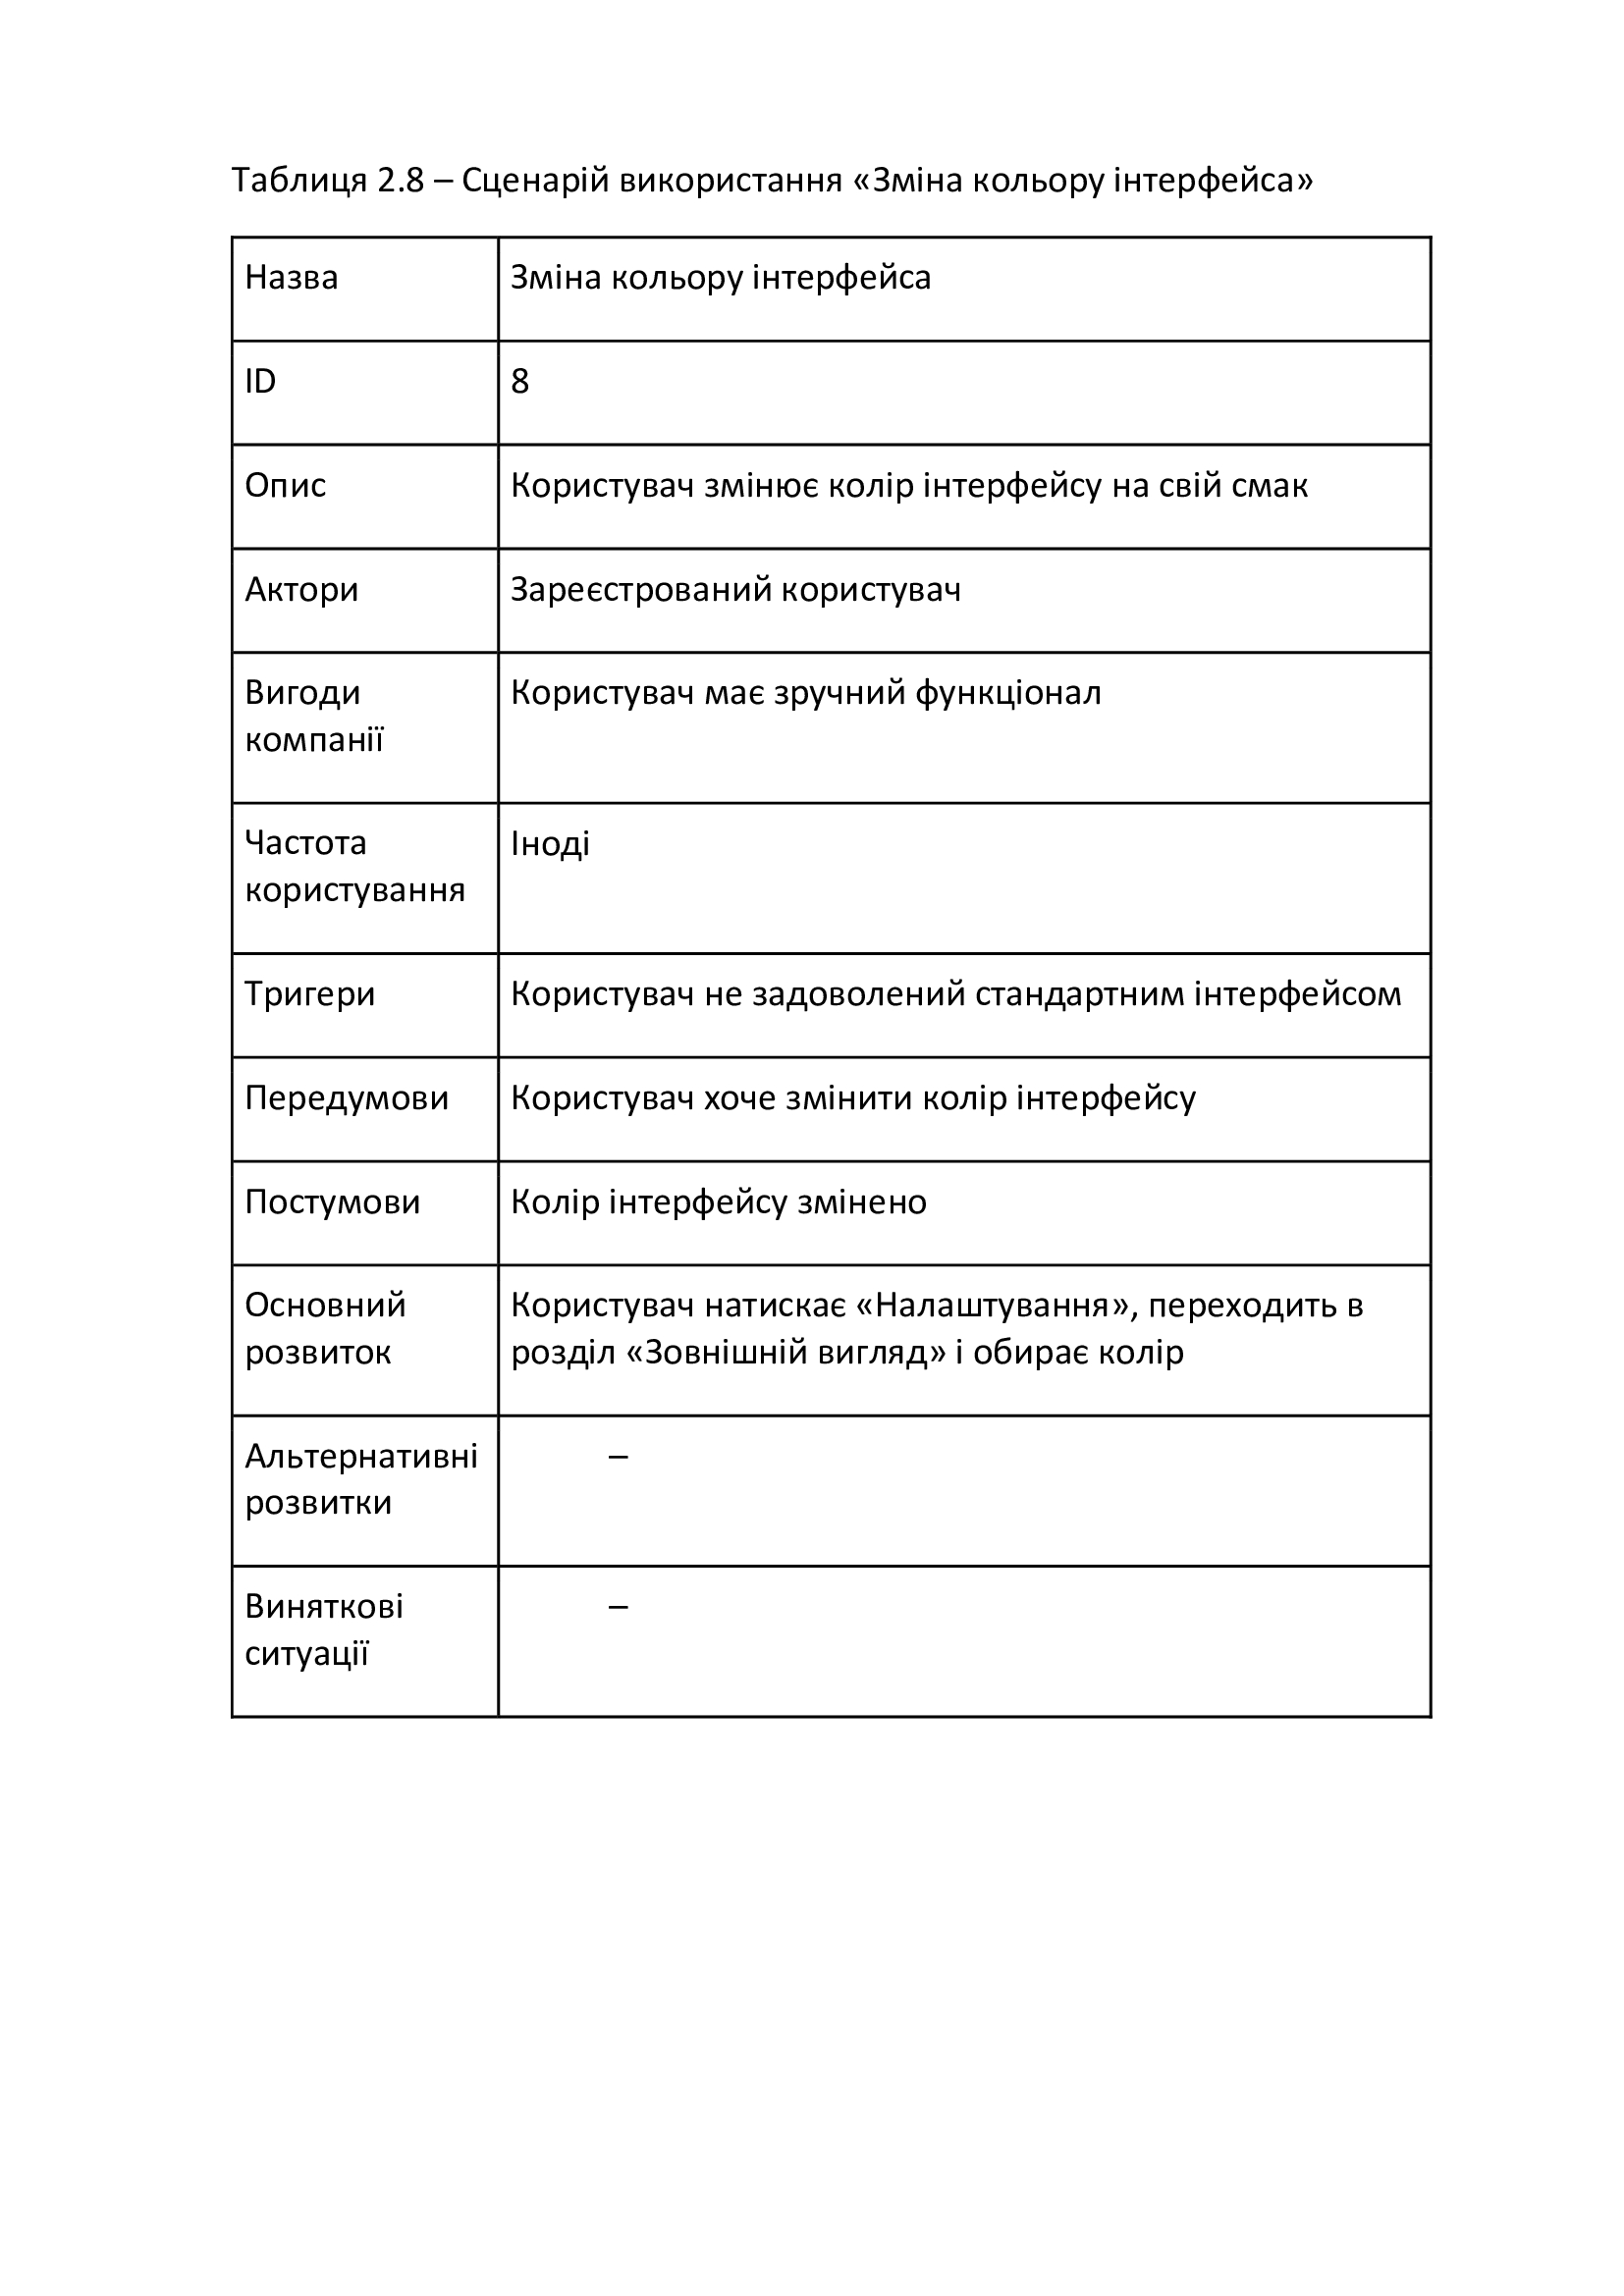 Таблиця 2.8 – Сценарій використання «Зміна кольору інтерфейса»
Назва
Зміна кольору інтерфейса
ID
8
Опис
Користувач змінює колір інтерфейсу на свій смак
Актори
Зареєстрований користувач
Вигоди
компанії
Користувач має зручний функціонал
Частота
користування
Іноді
Тригери
Користувач не задоволений стандартним інтерфейсом
Передумови
Користувач хоче змінити колір інтерфейсу
Постумови
Колір інтерфейсу змінено
Основний
розвиток
Користувач натискає «Налаштування», переходить в
розділ «Зовнішній вигляд» і обирає колір
Альтернативні
розвитки
–
Виняткові
ситуації
–